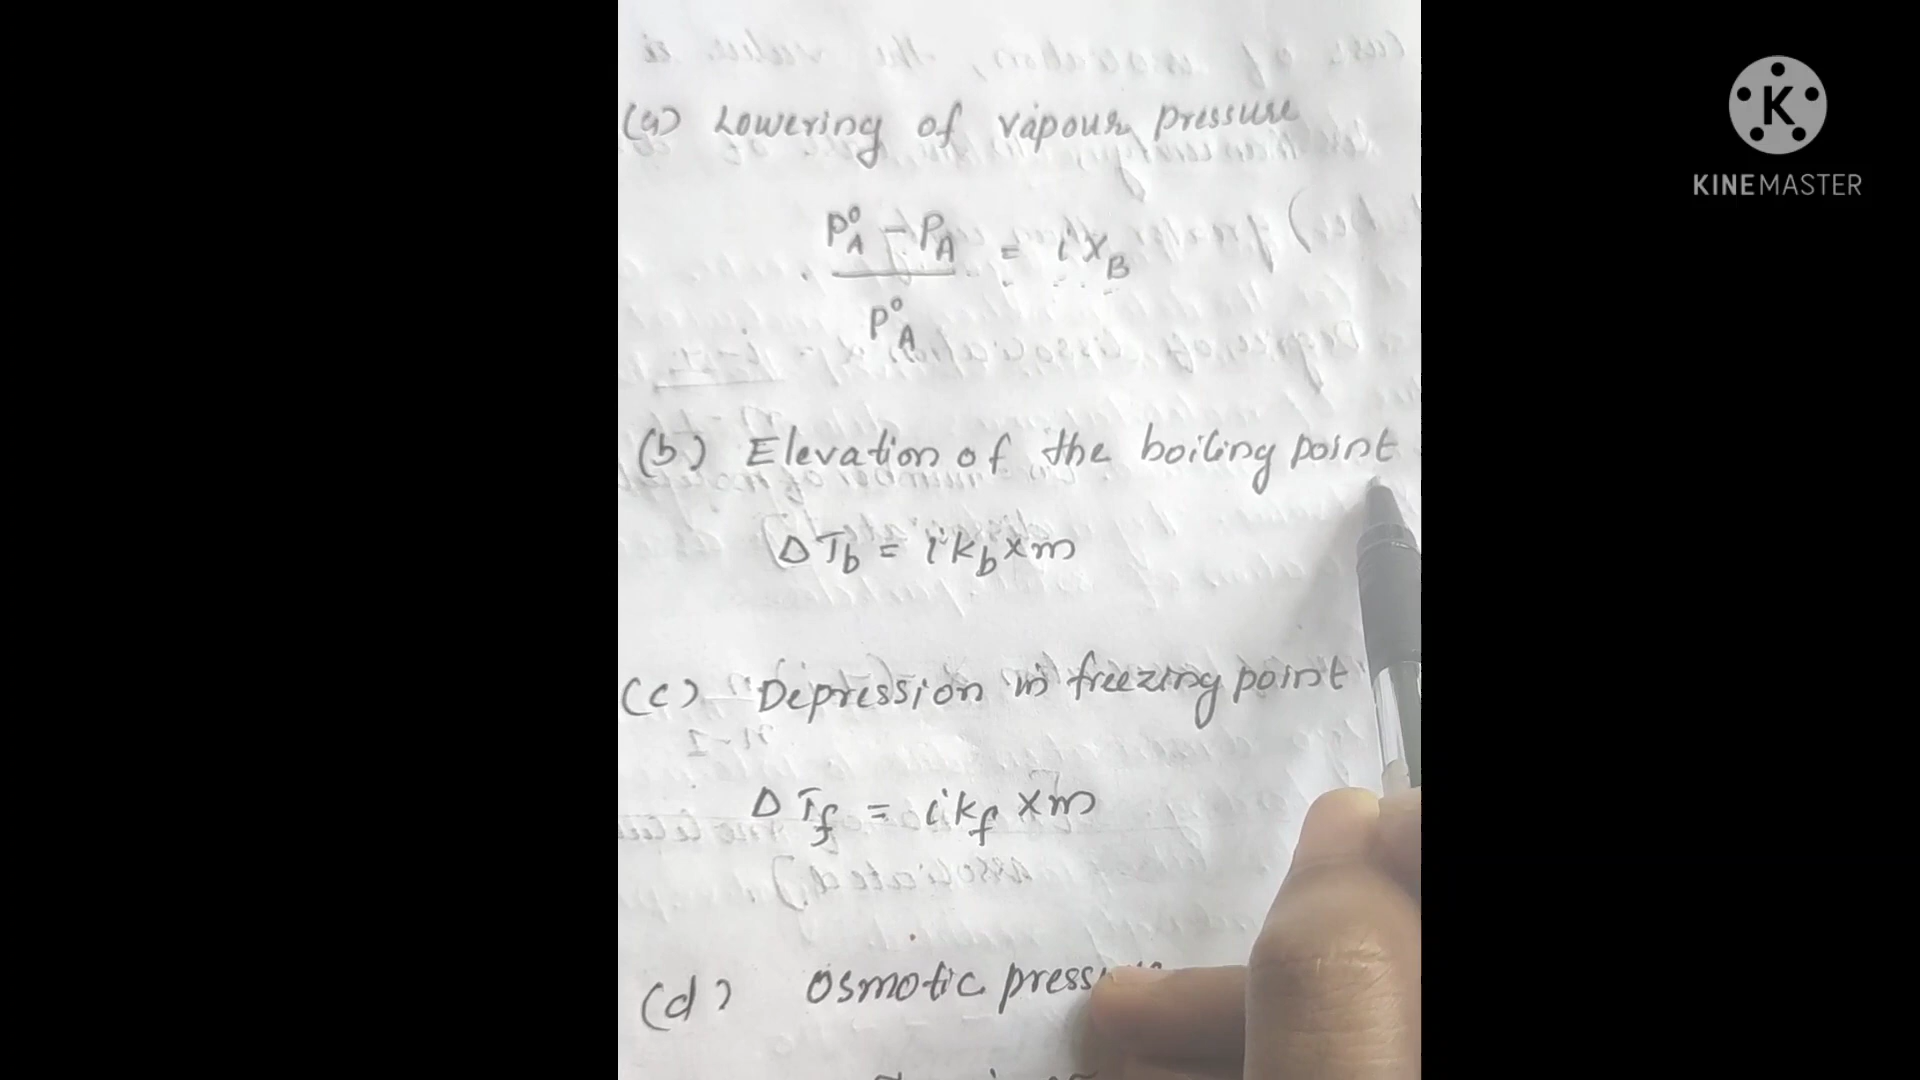 (a) Lowering of vapour pressure
P°A - PA = i XB
P°A
(b) Elevation of the boiling point
ΔTb = i kb x m
(c) Depression in freezing point
ΔTf = i kf x m
(d) Osmotic
K
KINEMASTER